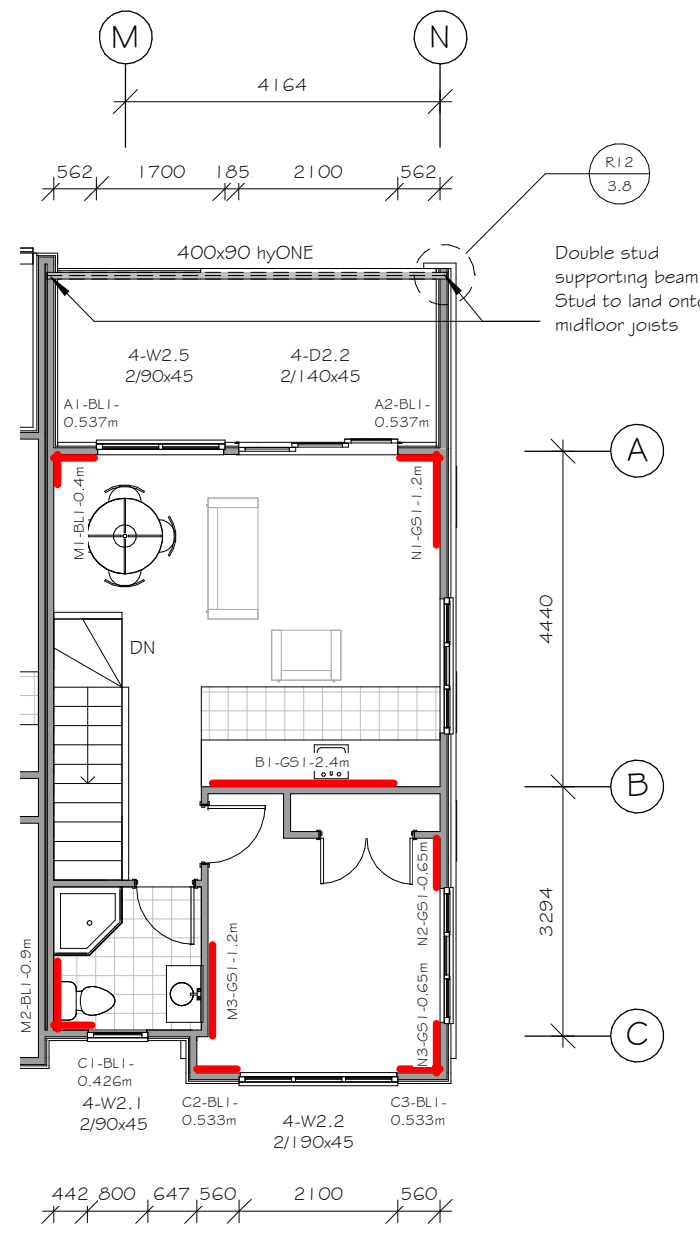 M
N
4164
562 1700 185 2100 562
R12
3.8
400x90 hyONE
Double stud
supporting beam
Stud to land onto
midfloor joists
4-W2.5
2/90x45
4-D2.2
2/140x45
A1-BL1-
0.537m
A2-BL1-
0.537m
A
M1-BL1-0.4m
N1-GS1-1.2m
4440
DN
B1-GS1-2.4m
B
N2-GS1-0.65m
3294
M2-BL1-0.9m
M3-GS1-1.2m
N3-GS1-0.65m
C
C1-BL1-
0.426m
4-W2.1
2/90x45
C2-BL1-
0.533m
4-W2.2
2/190x45
C3-BL1-
0.533m
442 800 647 560 2100 560